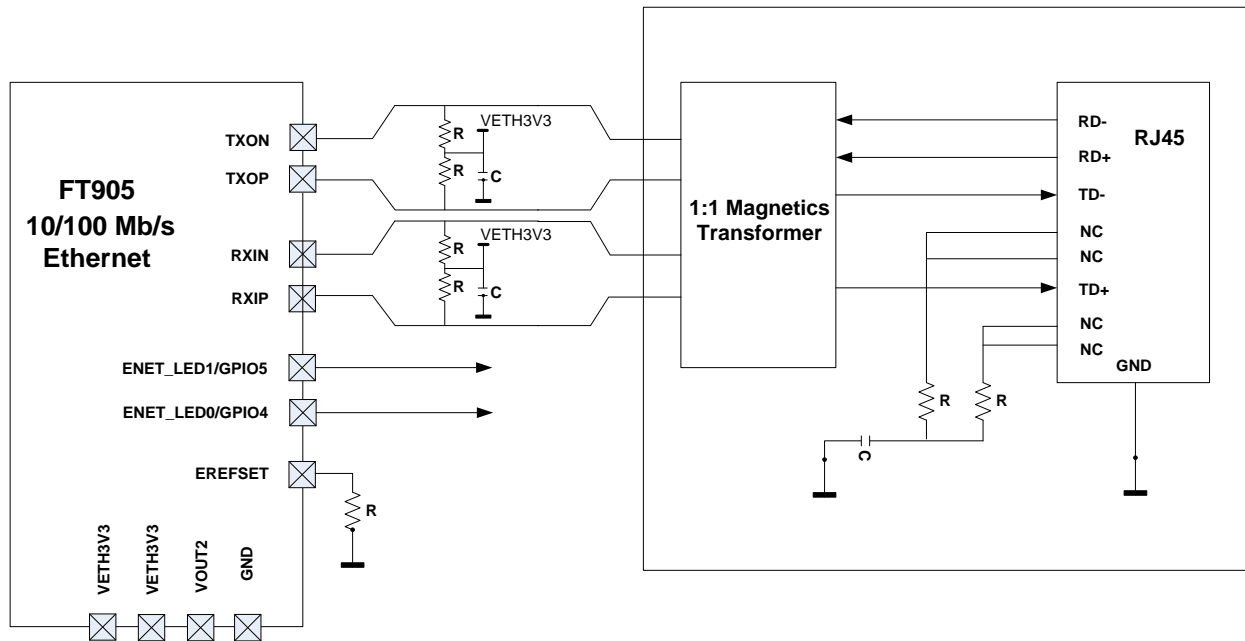 FT905
10/100 Mb/s
Ethernet
TXON
TXOP
RXIN
RXIP
ENET_LED1/GPIO5
ENET_LED0/GPIO4
EREFSET
VETH3V3
VETH3V3
VOUT2
GND
R
VETH3V3
R
R
C
VETH3V3
R
R
C
1:1 Magnetics
Transformer
RJ45
RD-
RD+
TD-
NC
NC
TD+
NC
NC
GND
R
R
C